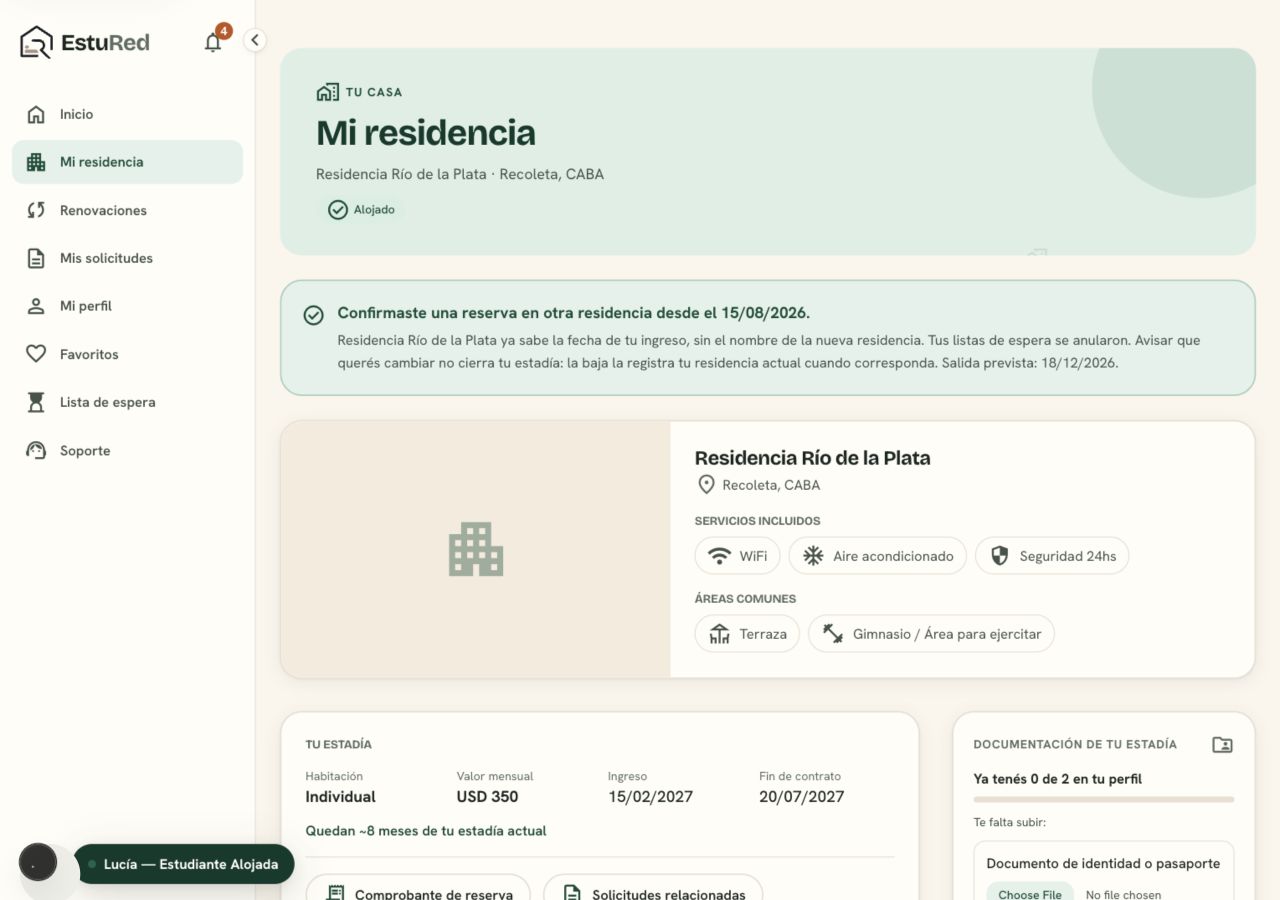 EstuRed
4
Inicio
Mi residencia
Renovaciones
Mis solicitudes
Mi perfil
Favoritos
Lista de espera
Soporte
TU CASA
Mi residencia
Residencia Río de la Plata · Recoleta, CABA
Alojado
Confirmaste una reserva en otra residencia desde el 15/08/2026.
Residencia Río de la Plata ya sabe la fecha de tu ingreso, sin el nombre de la nueva residencia. Tus listas de espera se anularon. Avisar que
querés cambiar no cierra tu estadía: la baja la registra tu residencia actual cuando corresponda. Salida prevista: 18/12/2026.
Residencia Río de la Plata
Recoleta, CABA
SERVICIOS INCLUIDOS
WiFi
Aire acondicionado
Seguridad 24hs
ÁREAS COMUNES
Terraza
Gimnasio / Área para ejercitar
TU ESTADÍA
Habitación
Individual
Valor mensual
USD 350
Ingreso
15/02/2027
Fin de contrato
20/07/2027
Quedan ~8 meses de tu estadía actual
Comprobante de reserva
Solicitudes relacionadas
DOCUMENTACIÓN DE TU ESTADÍA
Ya tenés 0 de 2 en tu perfil
Te falta subir:
Documento de identidad o pasaporte
Choose File No file chosen
Lucía — Estudiante Alojada